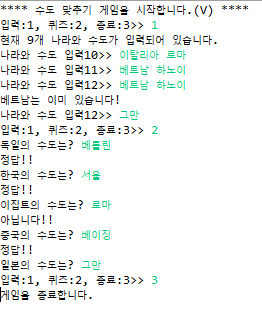 **** 수도 맞추기 게임을 시작합니다.(V) ****
입력:1, 퀴즈:2, 종료:3>> 1
현재 9개 나라와 수도가 입력되어 있습니다.
나라와 수도 입력10>> 이탈리아 로마
나라와 수도 입력11>> 베트남 하노이
나라와 수도 입력12>> 베트남 하노이
베트남는 이미 있습니다!
나라와 수도 입력12>> 그만
입력:1, 퀴즈:2, 종료:3>> 2
독일의 수도는? 베를린
정답!!
한국의 수도는? 서울
정답!!
이집트의 수도는? 로마
아닙니다!!
중국의 수도는? 베이징
정답!!
일본의 수도는? 그만
입력:1, 퀴즈:2, 종료:3>> 3
게임을 종료합니다.